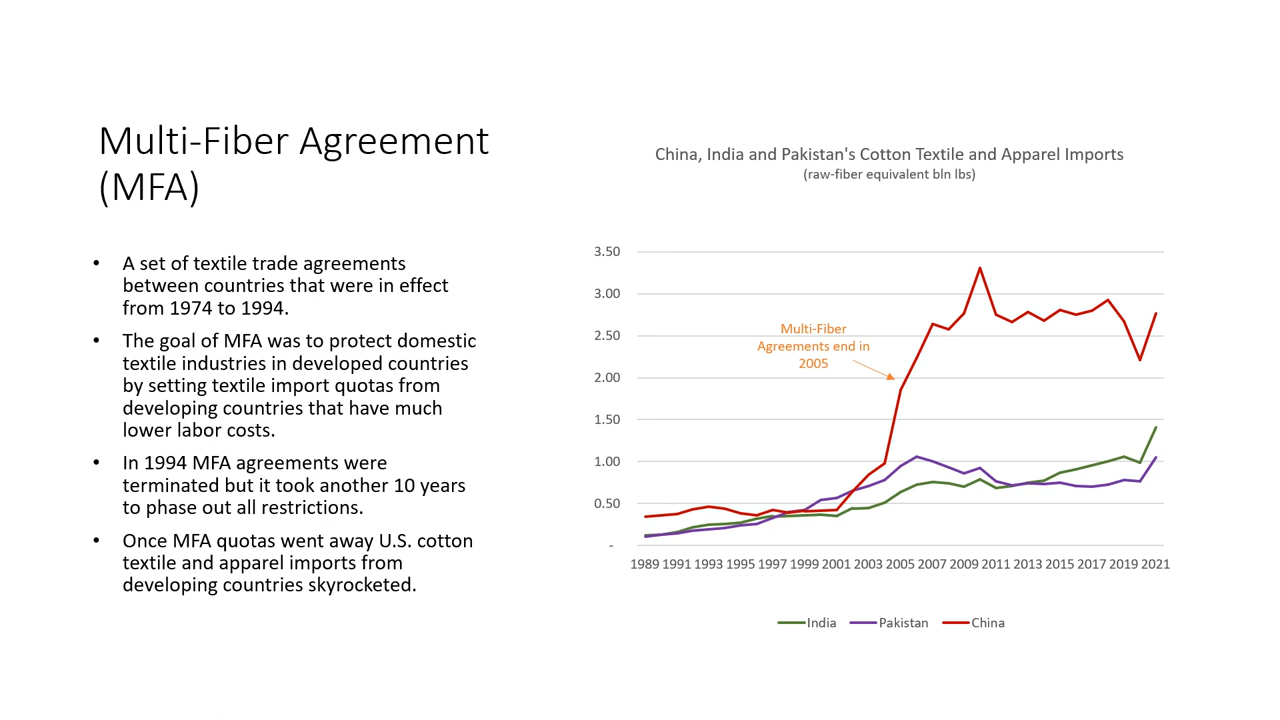 Multi-Fiber Agreement
(MFA)
• A set of textile trade agreements
between countries that were in effect
from 1974 to 1994.
• The goal of MFA was to protect domestic
textile industries in developed countries
by setting textile import quotas from
developing countries that have much
lower labor costs.
• In 1994 MFA agreements were
terminated but it took another 10 years
to phase out all restrictions.
• Once MFA quotas went away U.S. cotton
textile and apparel imports from
developing countries skyrocketed.
China, India and Pakistan's Cotton Textile and Apparel Imports
(raw-fiber equivalent bln lbs)
3.50
3.00
2.50
2.00
1.50
1.00
0.50
-
Multi-Fiber
Agreements end in
2005
1989 1991 1993 1995 1997 1999 2001 2003 2005 2007 2009 2011 2013 2015 2017 2019 2021
India Pakistan China